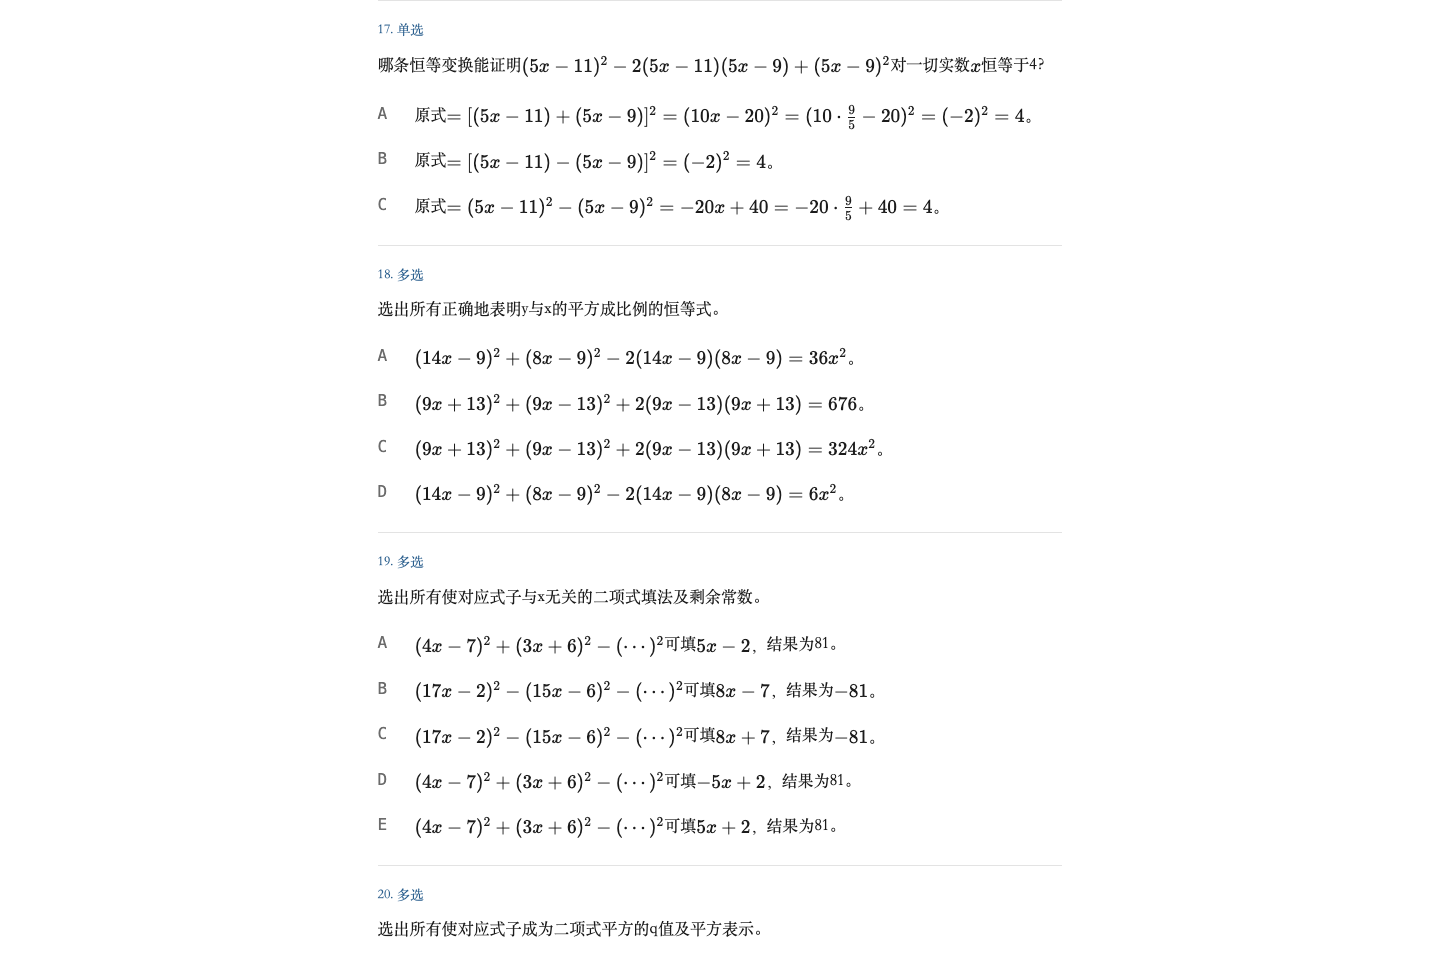 17. 单选
哪条恒等变换能证明(5x − 11)² − 2(5x − 11)(5x − 9) + (5x − 9)²对一切实数x恒等于4?
A 原式= [(5x − 11) + (5x − 9)]² = (10x − 20)² = (10 · 9/5 − 20)² = (−2)² = 4。
B 原式= [(5x − 11) − (5x − 9)]² = (−2)² = 4。
C 原式= (5x − 11)² − (5x − 9)² = −20x + 40 = −20 · 9/5 + 40 = 4。
18. 多选
选出所有正确地表明y与x的平方成比例的恒等式。
A (14x − 9)² + (8x − 9)² − 2(14x − 9)(8x − 9) = 36x²。
B (9x + 13)² + (9x − 13)² + 2(9x − 13)(9x + 13) = 676。
C (9x + 13)² + (9x − 13)² + 2(9x − 13)(9x + 13) = 324x²。
D (14x − 9)² + (8x − 9)² − 2(14x − 9)(8x − 9) = 6x²。
19. 多选
选出所有使对应式子与x无关的二项式填法及剩余常数。
A (4x − 7)² + (3x + 6)² − (⋯)²可填5x − 2，结果为81。
B (17x − 2)² − (15x − 6)² − (⋯)²可填8x − 7，结果为−81。
C (17x − 2)² − (15x − 6)² − (⋯)²可填8x + 7，结果为−81。
D (4x − 7)² + (3x + 6)² − (⋯)²可填−5x + 2，结果为81。
E (4x − 7)² + (3x + 6)² − (⋯)²可填5x + 2，结果为81。
20. 多选
选出所有使对应式子成为二项式平方的q值及平方表示。